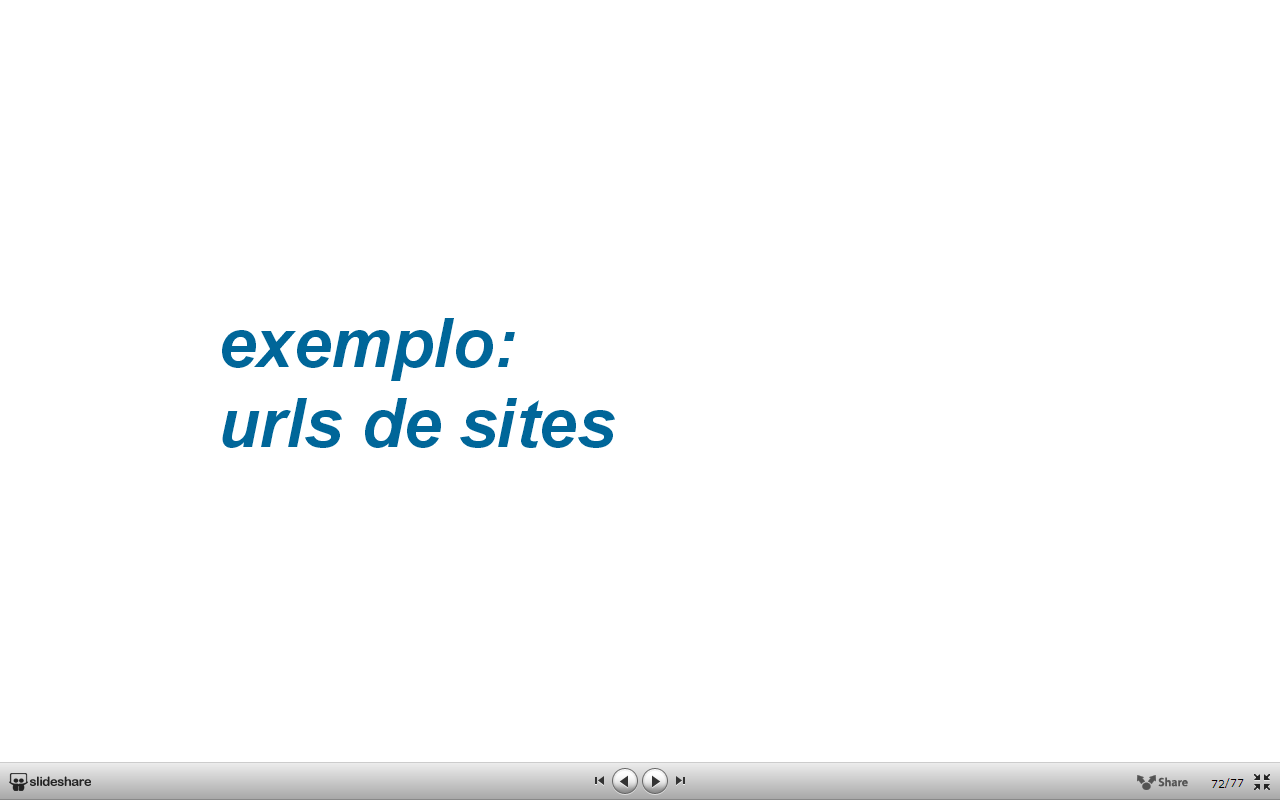 exemplo:
urls de sites
slideshare
Share
72/77